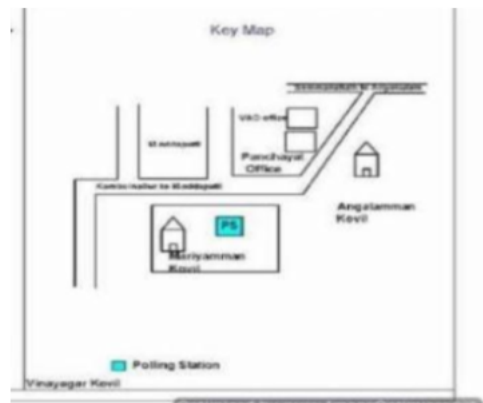 Key Map
VAO office
Panchayat
Office
Angalamman
Kovil
PS
Mariyamman
Kovil
Polling Station
Vinayagar Kovil